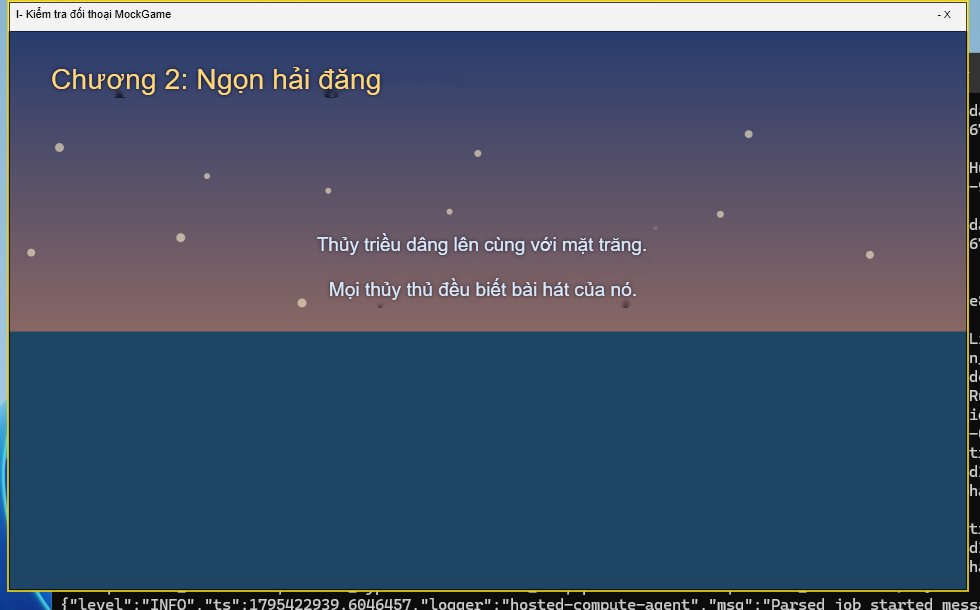 I- Kiểm tra đối thoại MockGame
- X
Chương 2: Ngọn hải đăng
Thủy triều dâng lên cùng với mặt trăng.
Mọi thủy thủ đều biết bài hát của nó.
{"level":"INFO","ts":1795422939.6046457,"logger":"hosted-compute-agent","msg":"Parsed job started